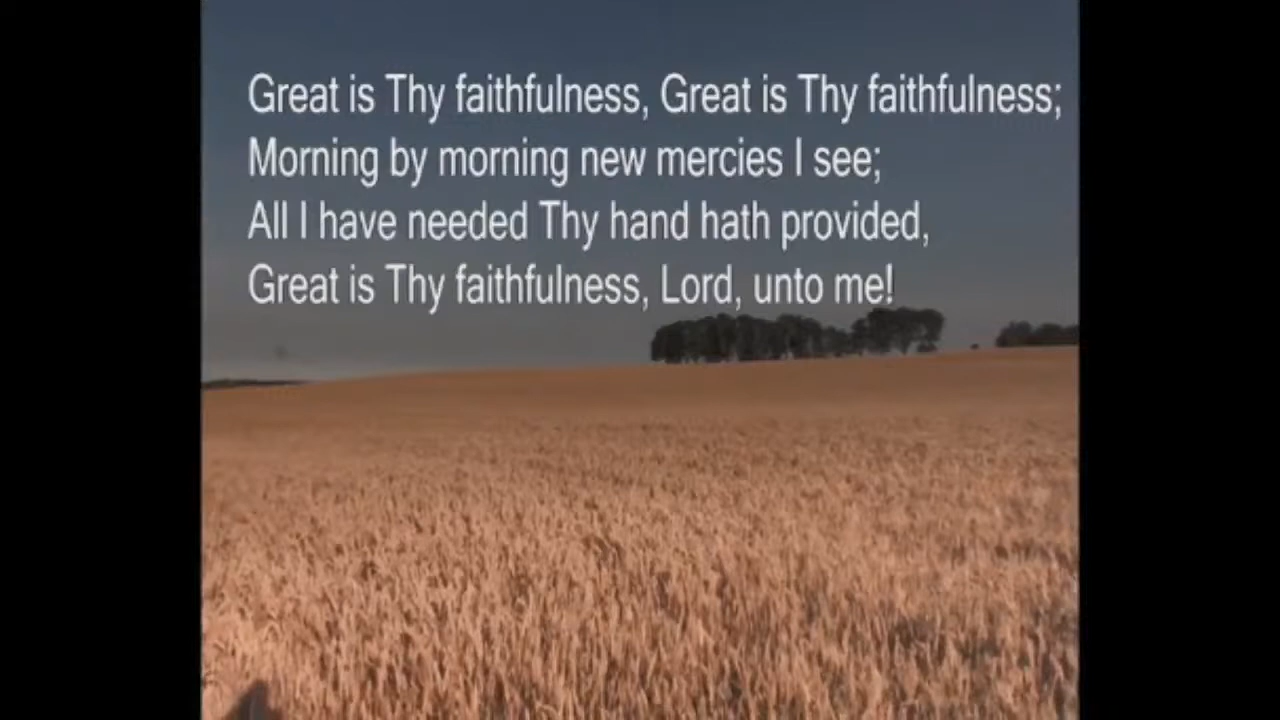 Great is Thy faithfulness, Great is Thy faithfulness;
Morning by morning new mercies I see;
All I have needed Thy hand hath provided,
Great is Thy faithfulness, Lord, unto me!